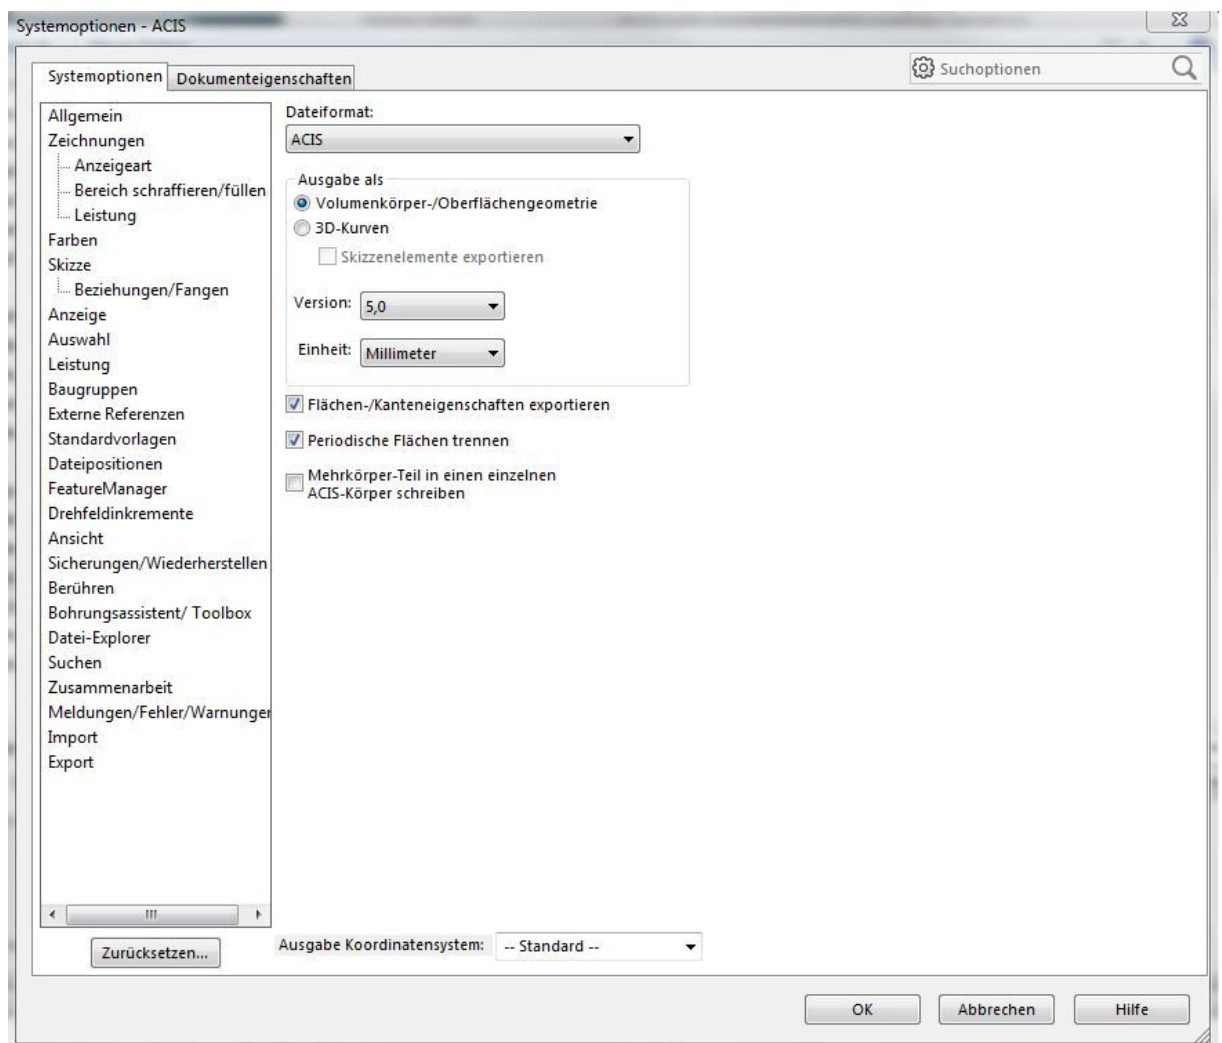 Systemoptionen - ACIS
Systemoptionen
Dokumenteigenschaften
Suchoptionen
Allgemein
Zeichnungen
Anzeigeart
Bereich schraffieren/füllen
Leistung
Farben
Skizze
Beziehungen/Fangen
Anzeige
Auswahl
Leistung
Baugruppen
Externe Referenzen
Standardvorlagen
Dateipositionen
FeatureManager
Drehfeldinkremente
Ansicht
Sicherungen/Wiederherstellen
Berühren
Bohrungsassistent/ Toolbox
Datei-Explorer
Suchen
Zusammenarbeit
Meldungen/Fehler/Warnunger
Import
Export
Zurücksetzen...
Dateiformat:
ACIS
Ausgabe als
Volumenkörper-/Oberflächengeometrie
3D-Kurven
Skizzenelemente exportieren
Version: 5,0
Einheit: Millimeter
Flächen-/Kanteneigenschaften exportieren
Periodische Flächen trennen
Mehrkörper-Teil in einen einzelnen
ACIS-Körper schreiben
Ausgabe Koordinatensystem: -- Standard --
OK
Abbrechen
Hilfe